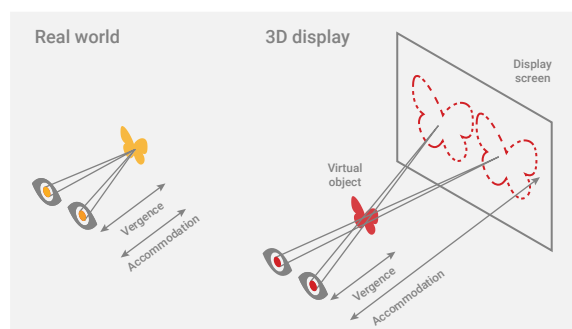 Real world
3D display
Display
screen
Virtual
object
Vergence
Accommodation
Vergence
Accommodation